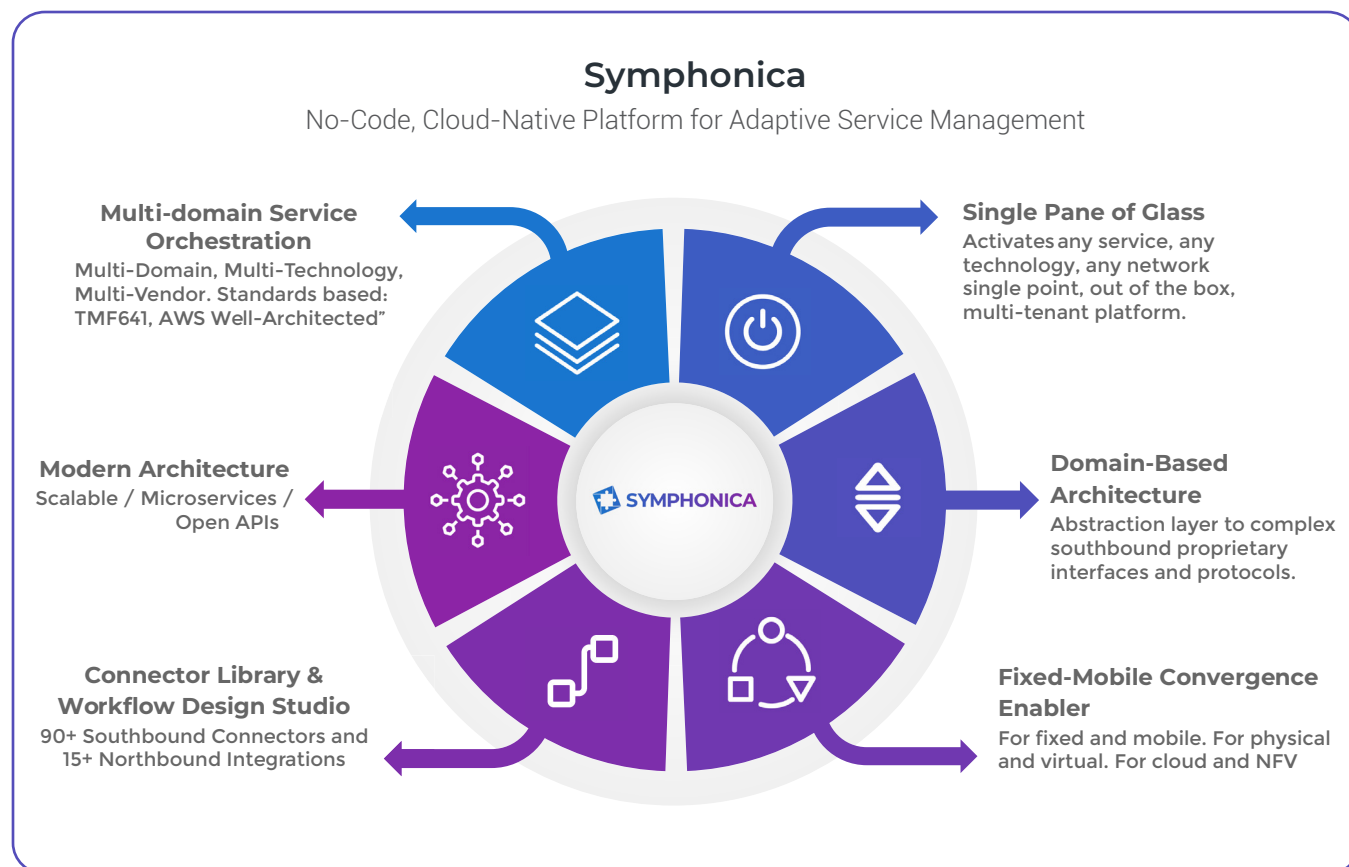 Symphonica
No-Code, Cloud-Native Platform for Adaptive Service Management
Multi-domain Service
Orchestration
Multi-Domain, Multi-Technology,
Multi-Vendor. Standards based:
TMF641, AWS Well-Architected”
Single Pane of Glass
Activates any service, any
technology, any network
single point, out of the box,
multi-tenant platform.
Modern Architecture
Scalable / Microservices /
Open APIs
SYMPHONICA
Domain-Based
Architecture
Abstraction layer to complex
southbound proprietary
interfaces and protocols.
Connector Library &
Workflow Design Studio
90+ Southbound Connectors and
15+ Northbound Integrations
Fixed-Mobile Convergence
Enabler
For fixed and mobile. For physical
and virtual. For cloud and NFV